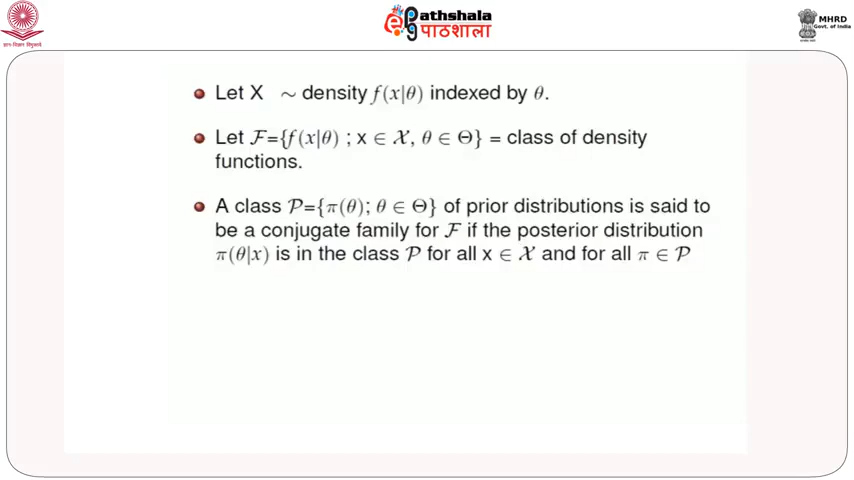 ePathshala
पाठशाला
MHRD
Govt. of India
Let X ∼ density f(x|θ) indexed by θ.
Let ℱ={f(x|θ) ; x ∈ 𝒳, θ ∈ Θ} = class of density
functions.
A class 𝒫={π(θ); θ ∈ Θ} of prior distributions is said to
be a conjugate family for ℱ if the posterior distribution
π(θ|x) is in the class 𝒫 for all x ∈ 𝒳 and for all π ∈ 𝒫